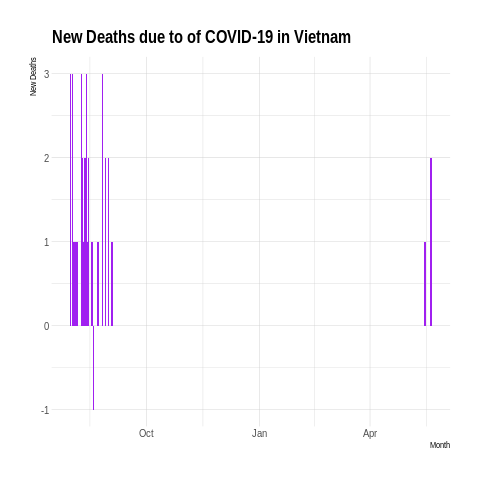 New Deaths due to of COVID-19 in Vietnam
New Deaths
3
2
1
0
-1
Oct
Jan
Apr
Month